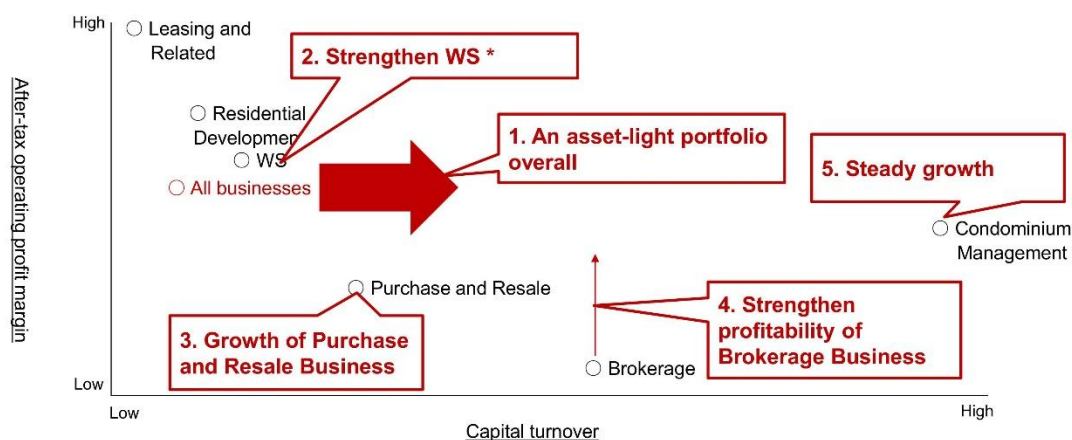 High
Leasing and
Related
2. Strengthen WS *
Residential
Developmen
WS
All businesses
1. An asset-light portfolio
overall
5. Steady growth
Condominium
Management
After-tax operating profit margin
Purchase and Resale
3. Growth of Purchase
and Resale Business
4. Strengthen
profitability of
Brokerage Business
Brokerage
Low
Low
High
Capital turnover